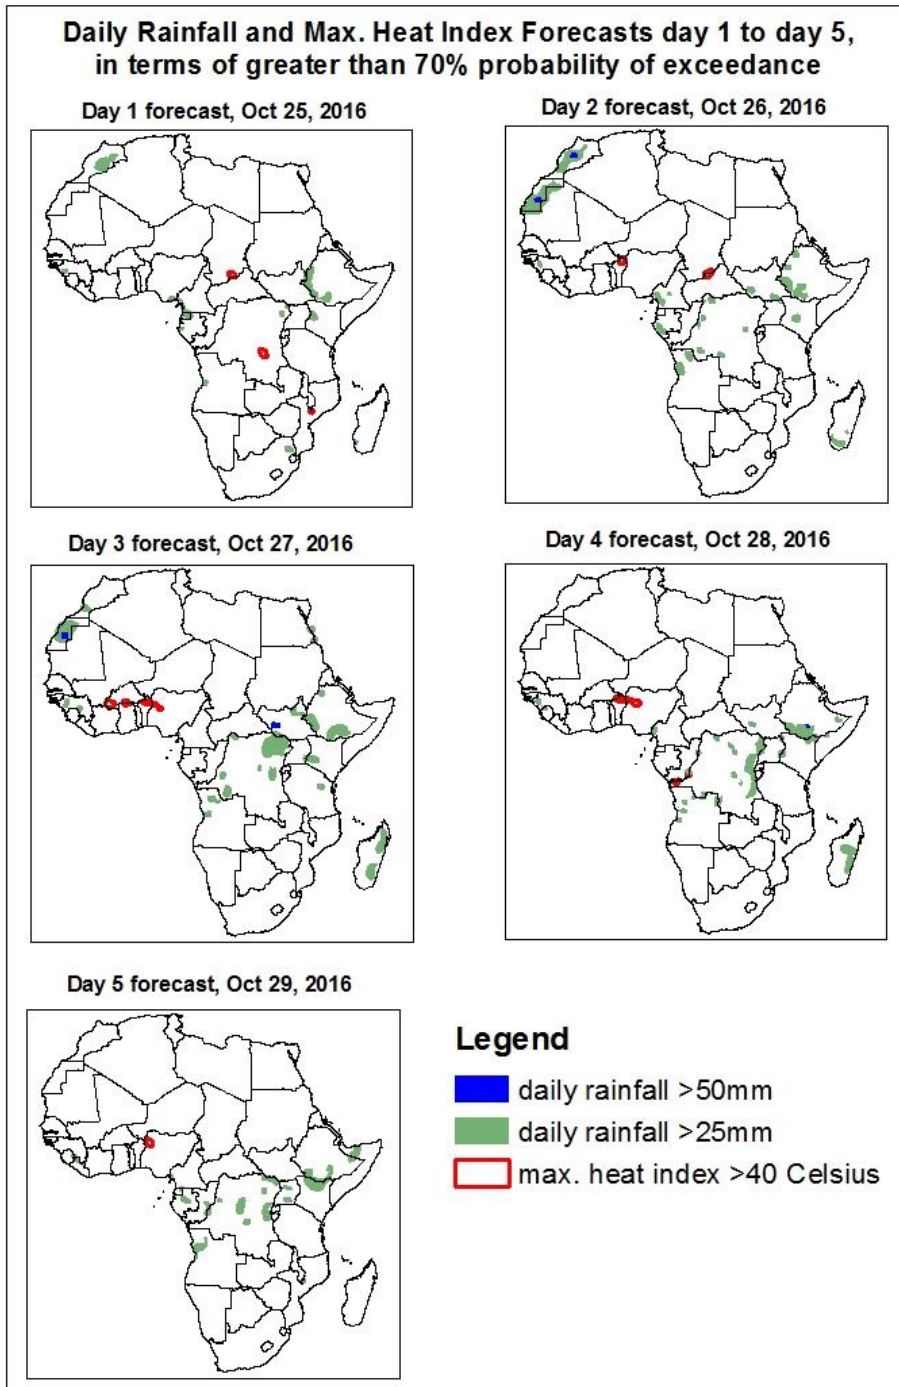 Daily Rainfall and Max. Heat Index Forecasts day 1 to day 5,
in terms of greater than 70% probability of exceedance
Day 1 forecast, Oct 25, 2016
Day 2 forecast, Oct 26, 2016
Day 3 forecast, Oct 27, 2016
Day 4 forecast, Oct 28, 2016
Day 5 forecast, Oct 29, 2016
Legend
daily rainfall >50mm
daily rainfall >25mm
max. heat index >40 Celsius